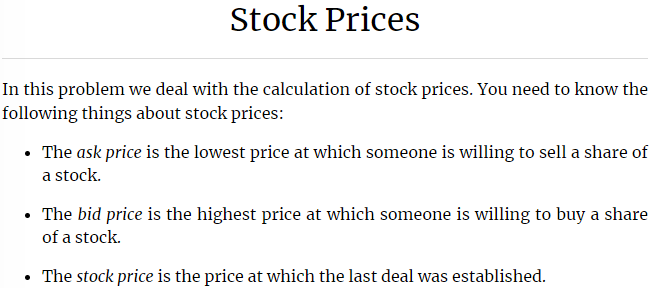 Stock Prices
In this problem we deal with the calculation of stock prices. You need to know the
following things about stock prices:
• The ask price is the lowest price at which someone is willing to sell a share of
a stock.
• The bid price is the highest price at which someone is willing to buy a share
of a stock.
• The stock price is the price at which the last deal was established.